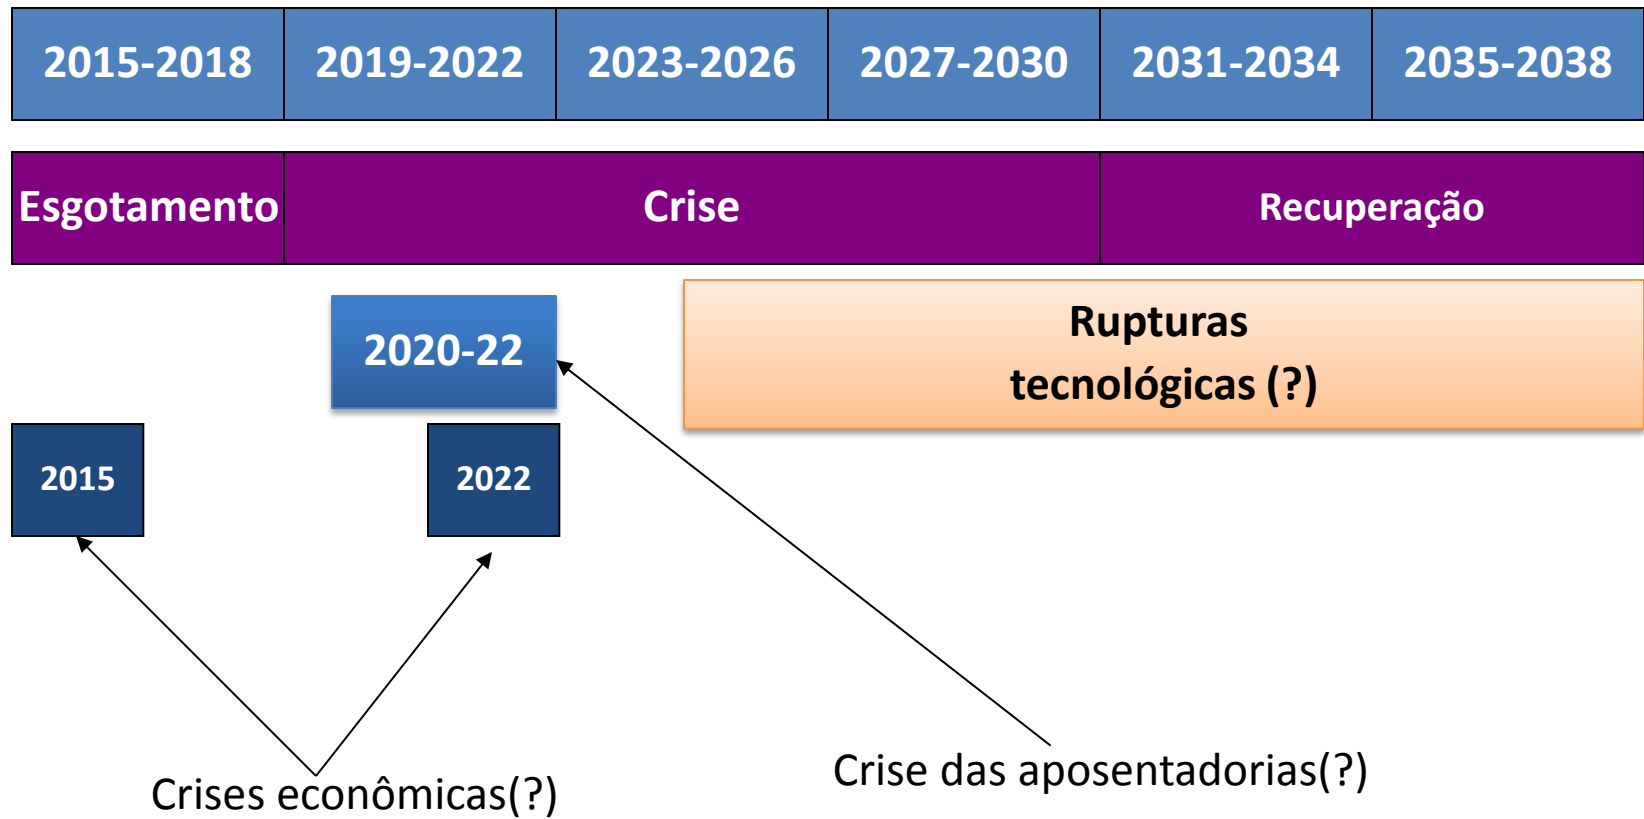 2015-2018 2019-2022 2023-2026 2027-2030 2031-2034 2035-2038
Esgotamento Crise Recuperação
Rupturas
tecnológicas (?)
2020-22
2015 2022
Crises econômicas(?)
Crise das aposentadorias(?)